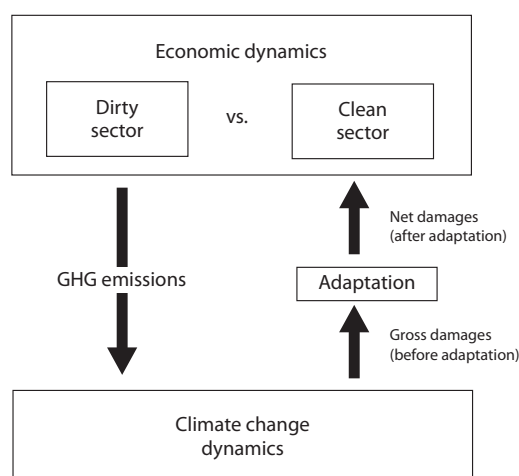 Economic dynamics
Dirty
sector
vs.
Clean
sector
Net damages
(after adaptation)
GHG emissions
Adaptation
Gross damages
(before adaptation)
Climate change
dynamics